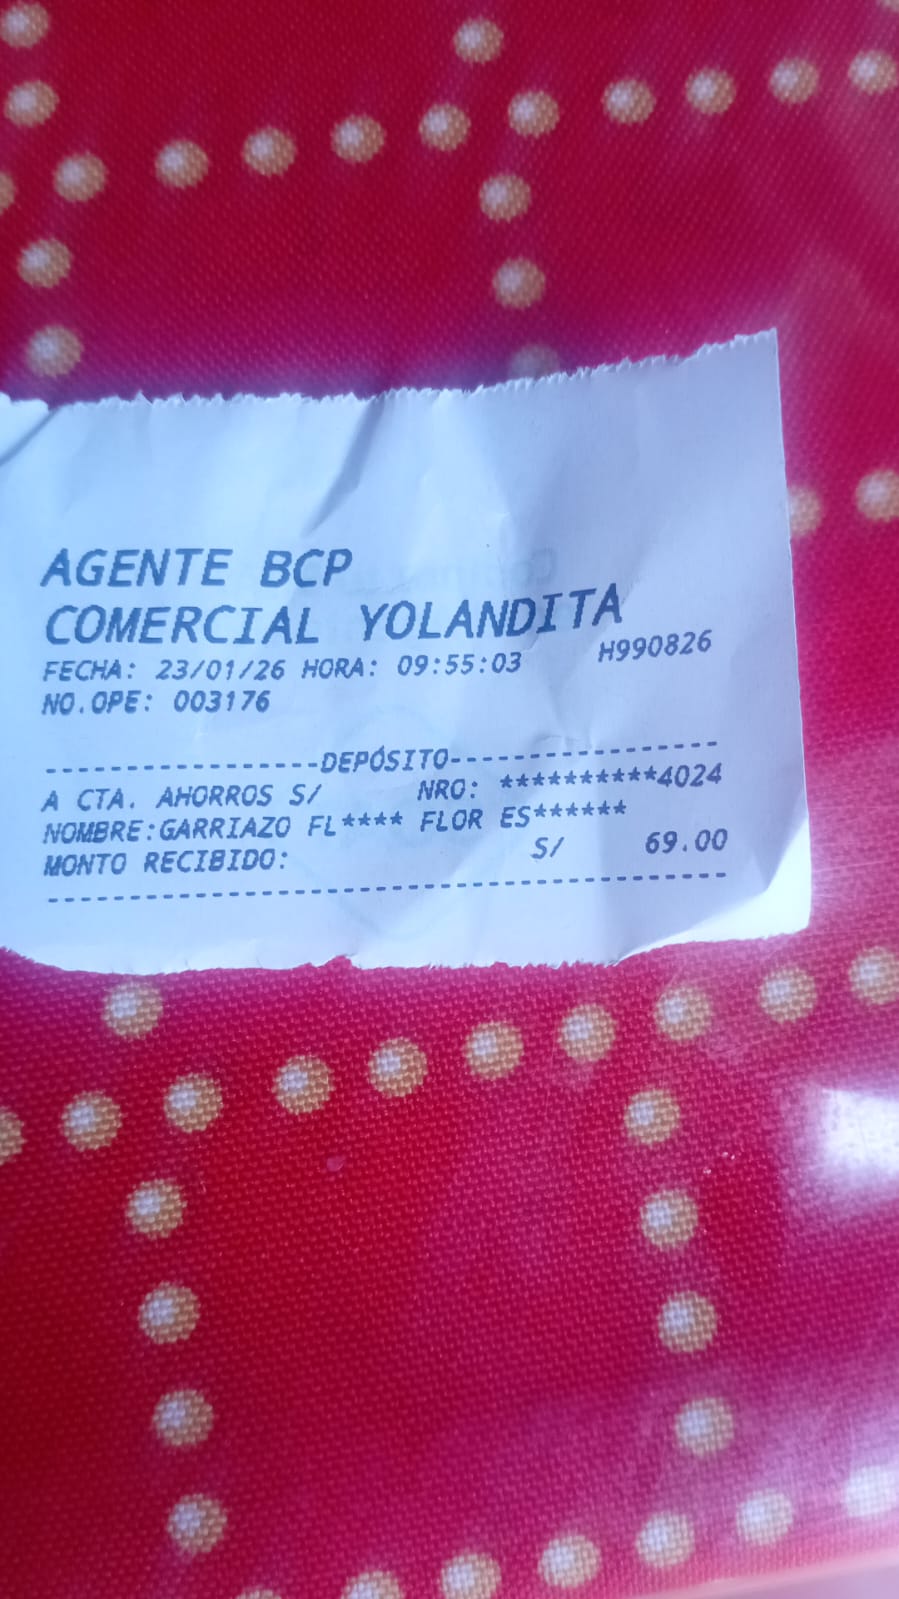 AGENTE BCP
COMERCIAL YOLANDITA
FECHA: 23/01/26 HORA: 09:55:03 H990826
NO.OPE: 003176
-----------------DEPÓSITO-----------------
A CTA. AHORROS S/ NRO: **********4024
NOMBRE:GARRIAZO FL**** FLOR ES******
MONTO RECIBIDO: S/ 69.00
------------------------------------------